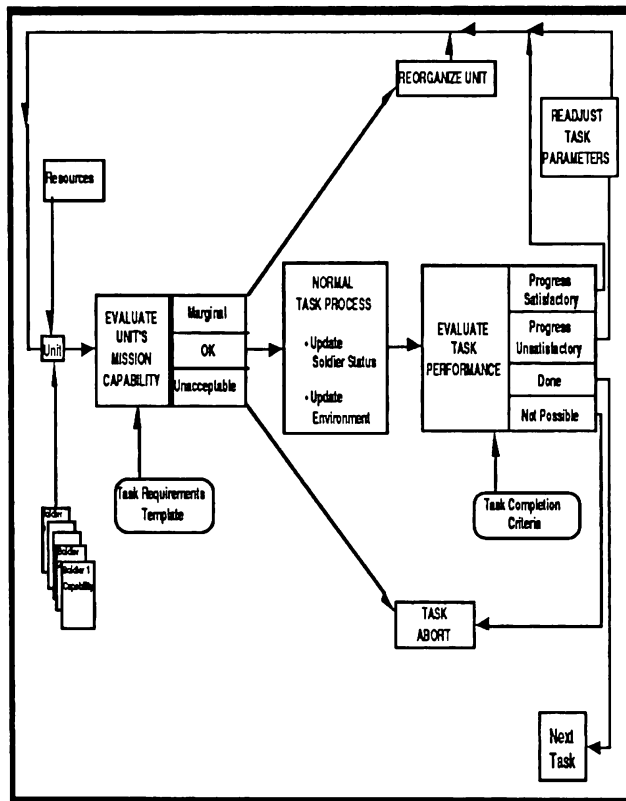 REORGANIZE UNIT
READJUST
TASK
PARAMETERS
Resources
Unit
EVALUATE
UNIT'S
MISSION
CAPABILITY
Marginal
OK
Unacceptable
NORMAL
TASK PROCESS
• Update
Soldier Status
• Update
Environment
EVALUATE
TASK
PERFORMANCE
Progress
Satisfactory
Progress
Unsatisfactory
Done
Not Possible
Task Requirements
Template
Task Completion
Criteria
Soldier
Soldier 1
Capability
TASK
ABORT
Next
Task